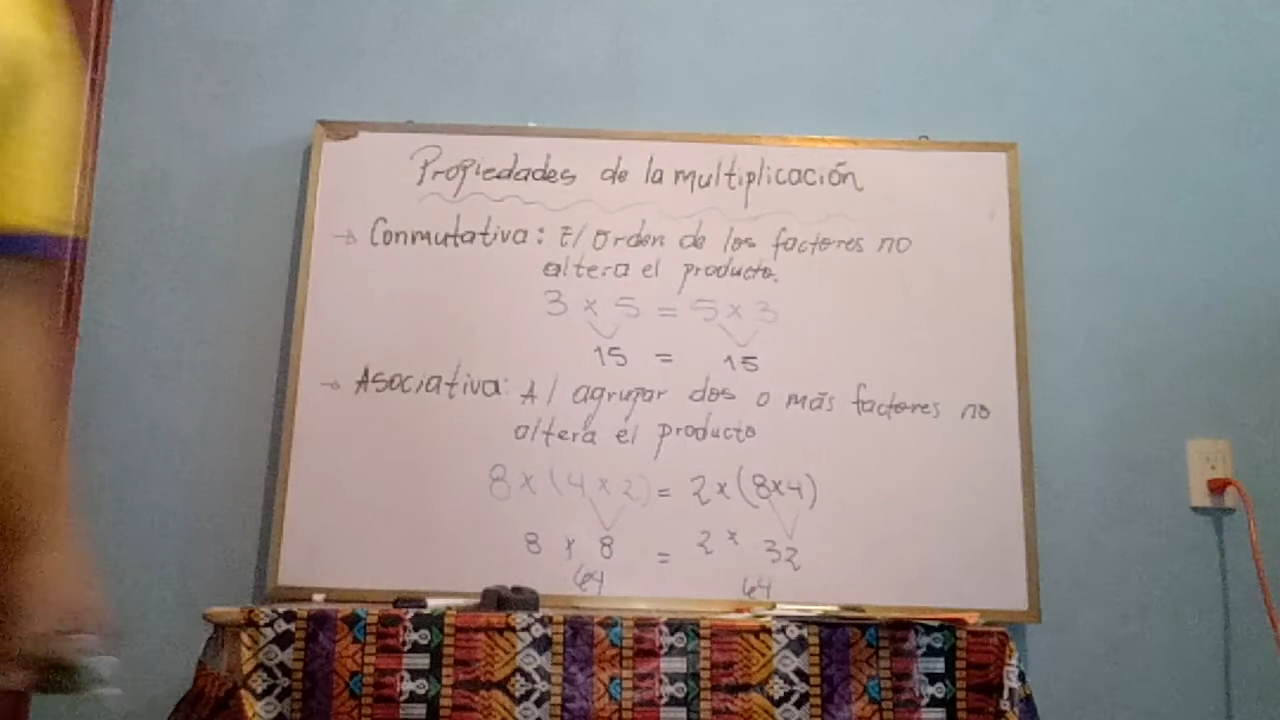 Propiedades de la multiplicación
→ Conmutativa: El orden de los factores no
altera el producto.
3 x 5 = 5 x 3
15 = 15
→ Asociativa: Al agrupar dos o más factores no
altera el producto
8 x (4 x 2) = 2 x (8x4)
8 x 8 = 2 x 32
64 64